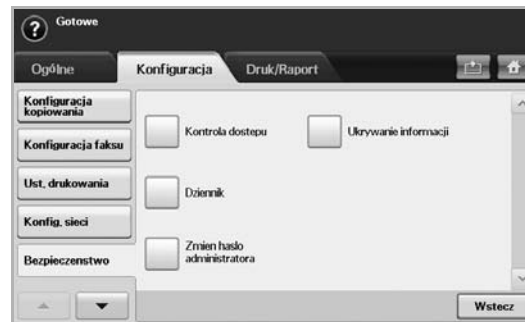 ? Gotowe
Ogólne Konfiguracja Druk/Raport
Konfiguracja
kopiowania
Konfiguracja faksu
Ust. drukowania
Konfig. sieci
Bezpieczenstwo
Kontrola dostepu Ukrywanie informacji
Dziennik
Zmien haslo
administratora
Wstecz